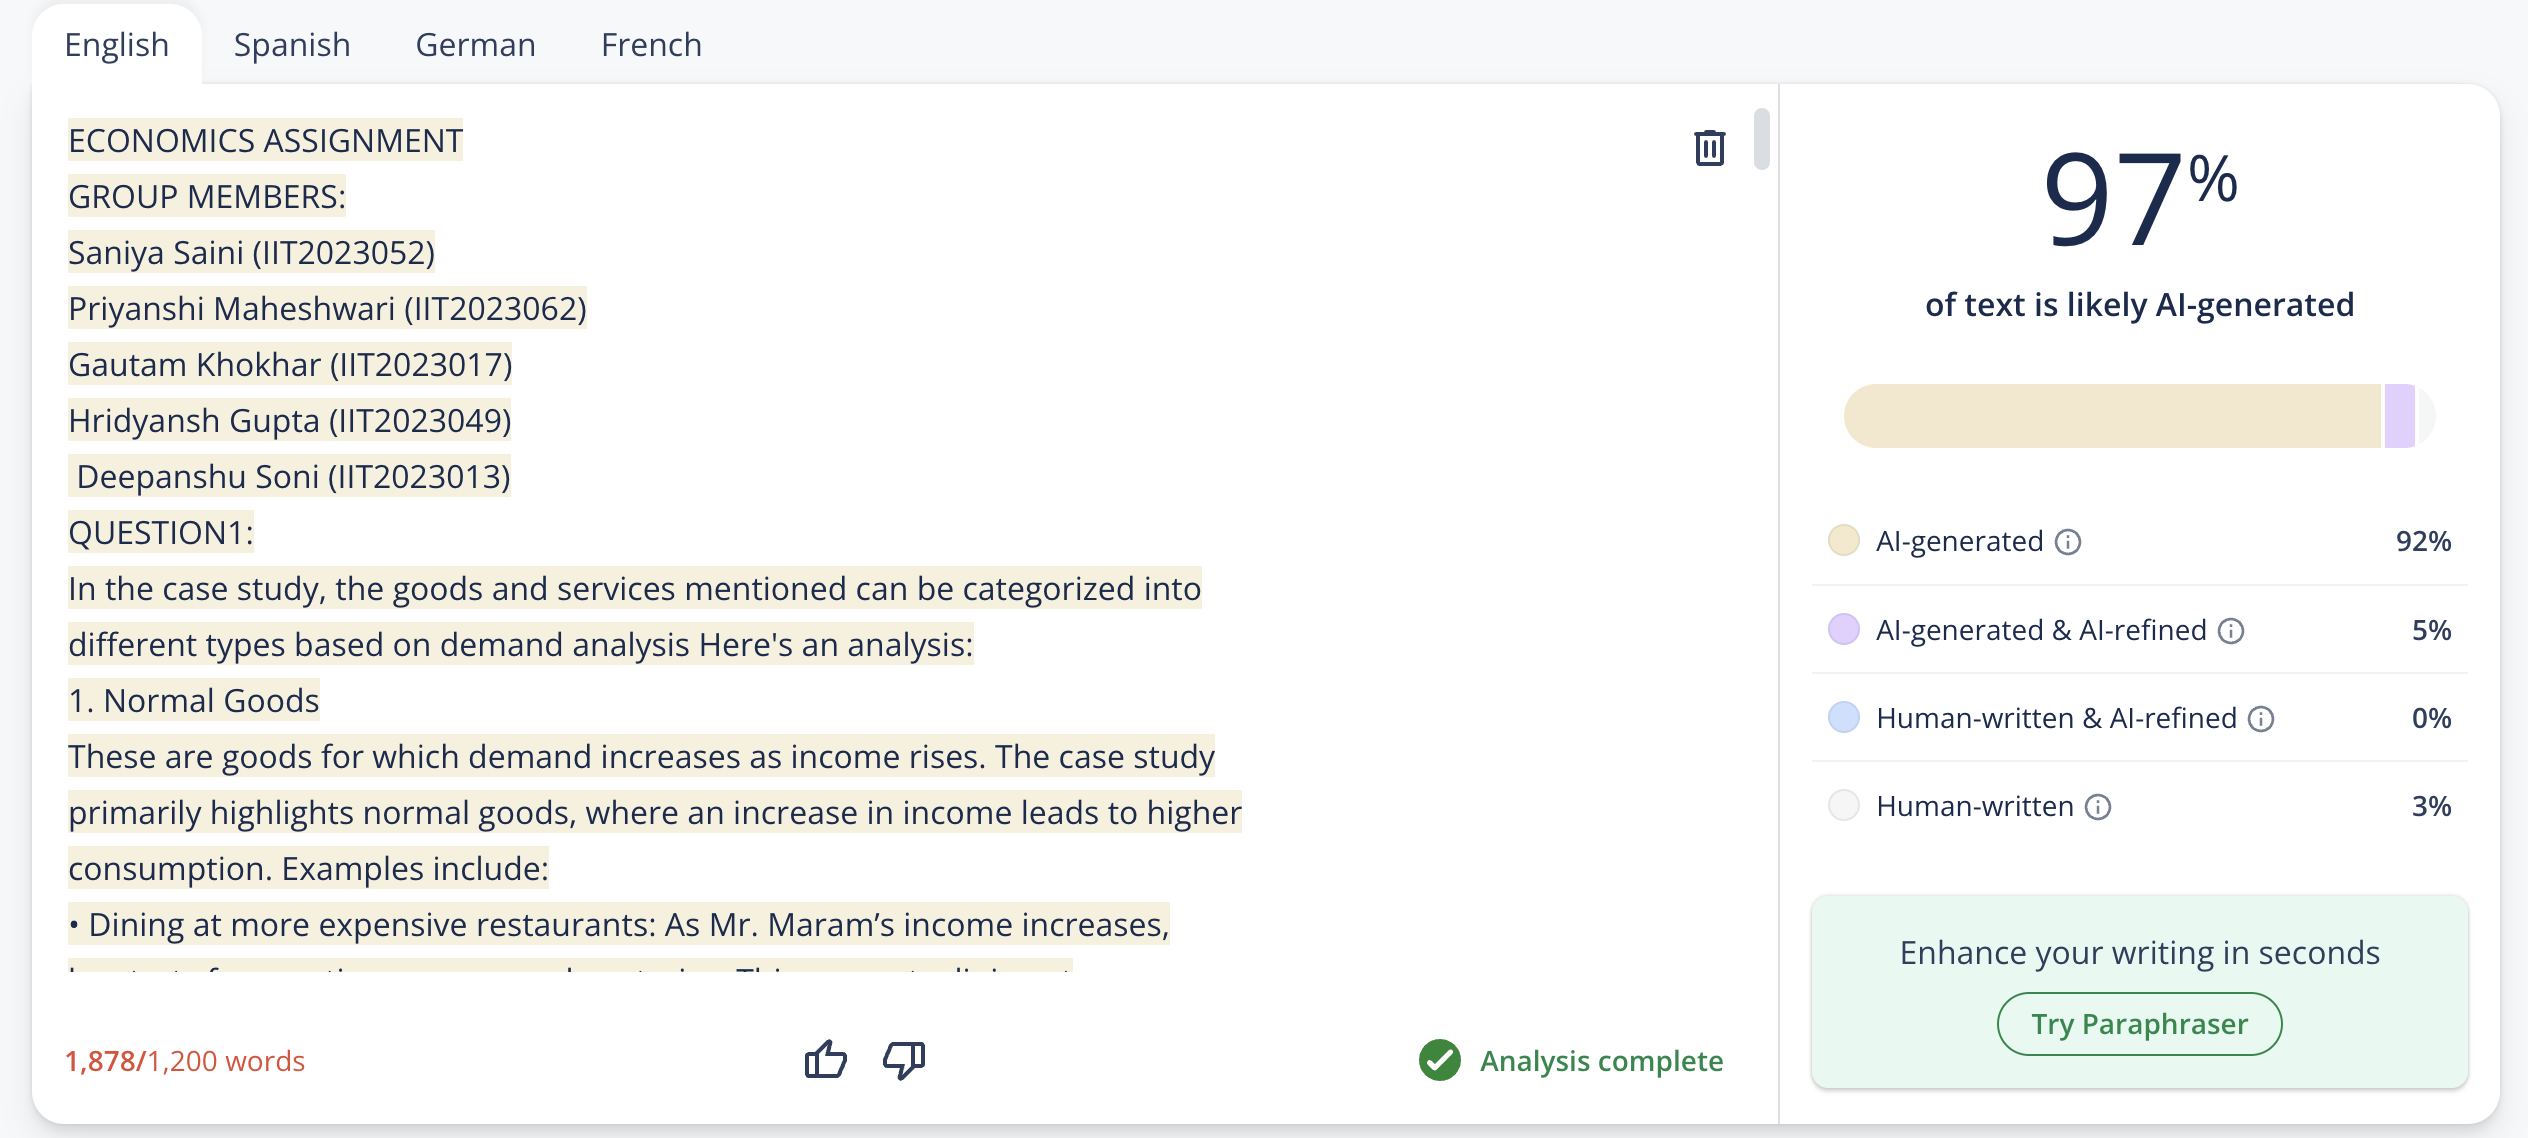 English Spanish German French
ECONOMICS ASSIGNMENT
GROUP MEMBERS:
Saniya Saini (IIT2023052)
Priyanshi Maheshwari (IIT2023062)
Gautam Khokhar (IIT2023017)
Hridyansh Gupta (IIT2023049)
Deepanshu Soni (IIT2023013)
QUESTION1:
In the case study, the goods and services mentioned can be categorized into
different types based on demand analysis Here's an analysis:
1. Normal Goods
These are goods for which demand increases as income rises. The case study
primarily highlights normal goods, where an increase in income leads to higher
consumption. Examples include:
• Dining at more expensive restaurants: As Mr. Maram’s income increases,
1,878/1,200 words
Analysis complete
97%
of text is likely AI-generated
AI-generated 92%
AI-generated & AI-refined 5%
Human-written & AI-refined 0%
Human-written 3%
Enhance your writing in seconds
Try Paraphraser